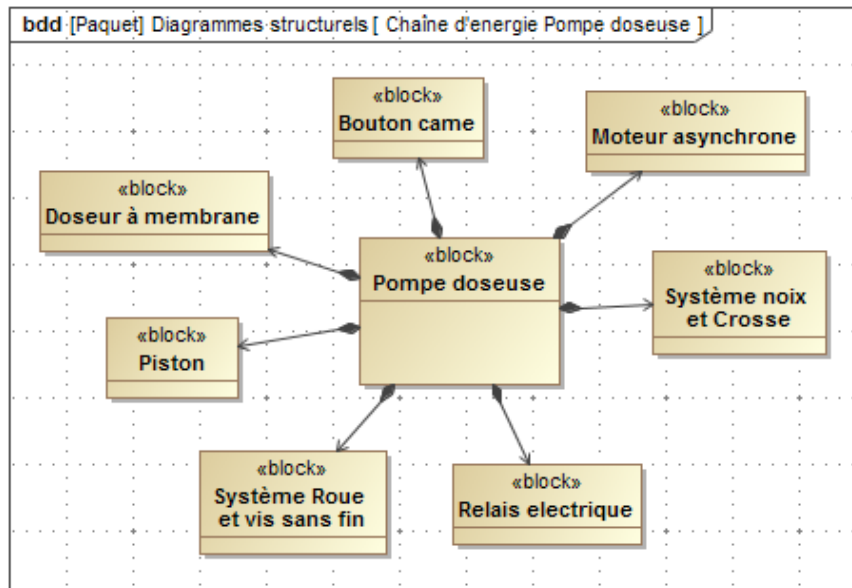 bdd [Paquet] Diagrammes structurels [ Chaîne d'energie Pompe doseuse ]
«block»
Bouton came
«block»
Moteur asynchrone
«block»
Doseur à membrane
«block»
Pompe doseuse
«block»
Système noix
et Crosse
«block»
Piston
«block»
Système Roue
et vis sans fin
«block»
Relais electrique